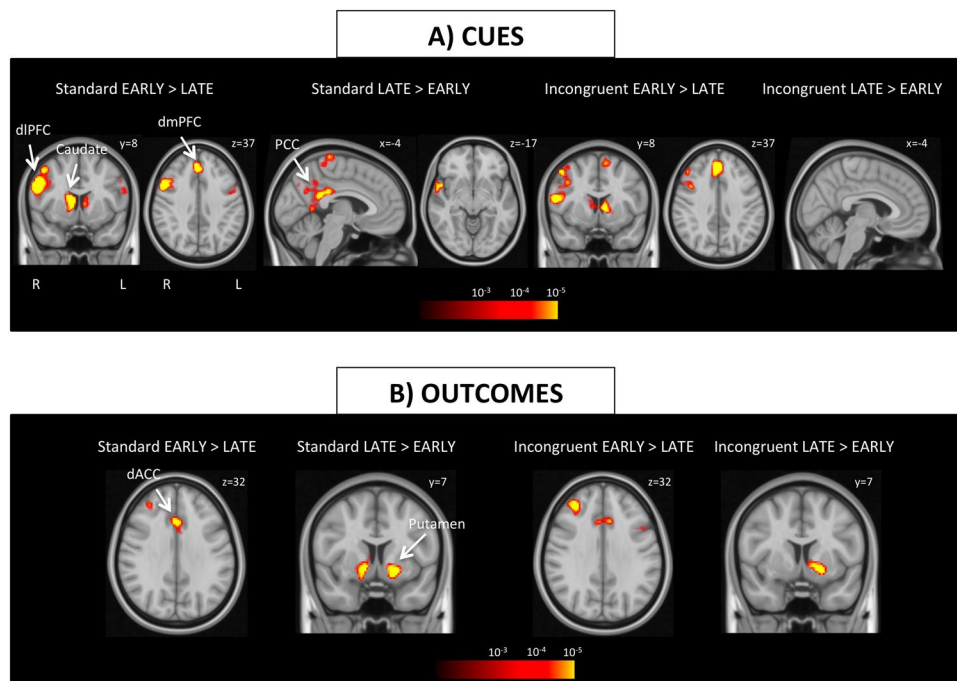 A) CUES
Standard EARLY > LATE
Standard LATE > EARLY
Incongruent EARLY > LATE
Incongruent LATE > EARLY
dlPFC
Caudate
y=8
dmPFC
z=37
PCC
x=-4
z=-17
y=8
z=37
x=-4
R
L
R
L
10-3
10-4
10-5
B) OUTCOMES
Standard EARLY > LATE
Standard LATE > EARLY
Incongruent EARLY > LATE
Incongruent LATE > EARLY
dACC
z=32
y=7
Putamen
z=32
y=7
10-3
10-4
10-5